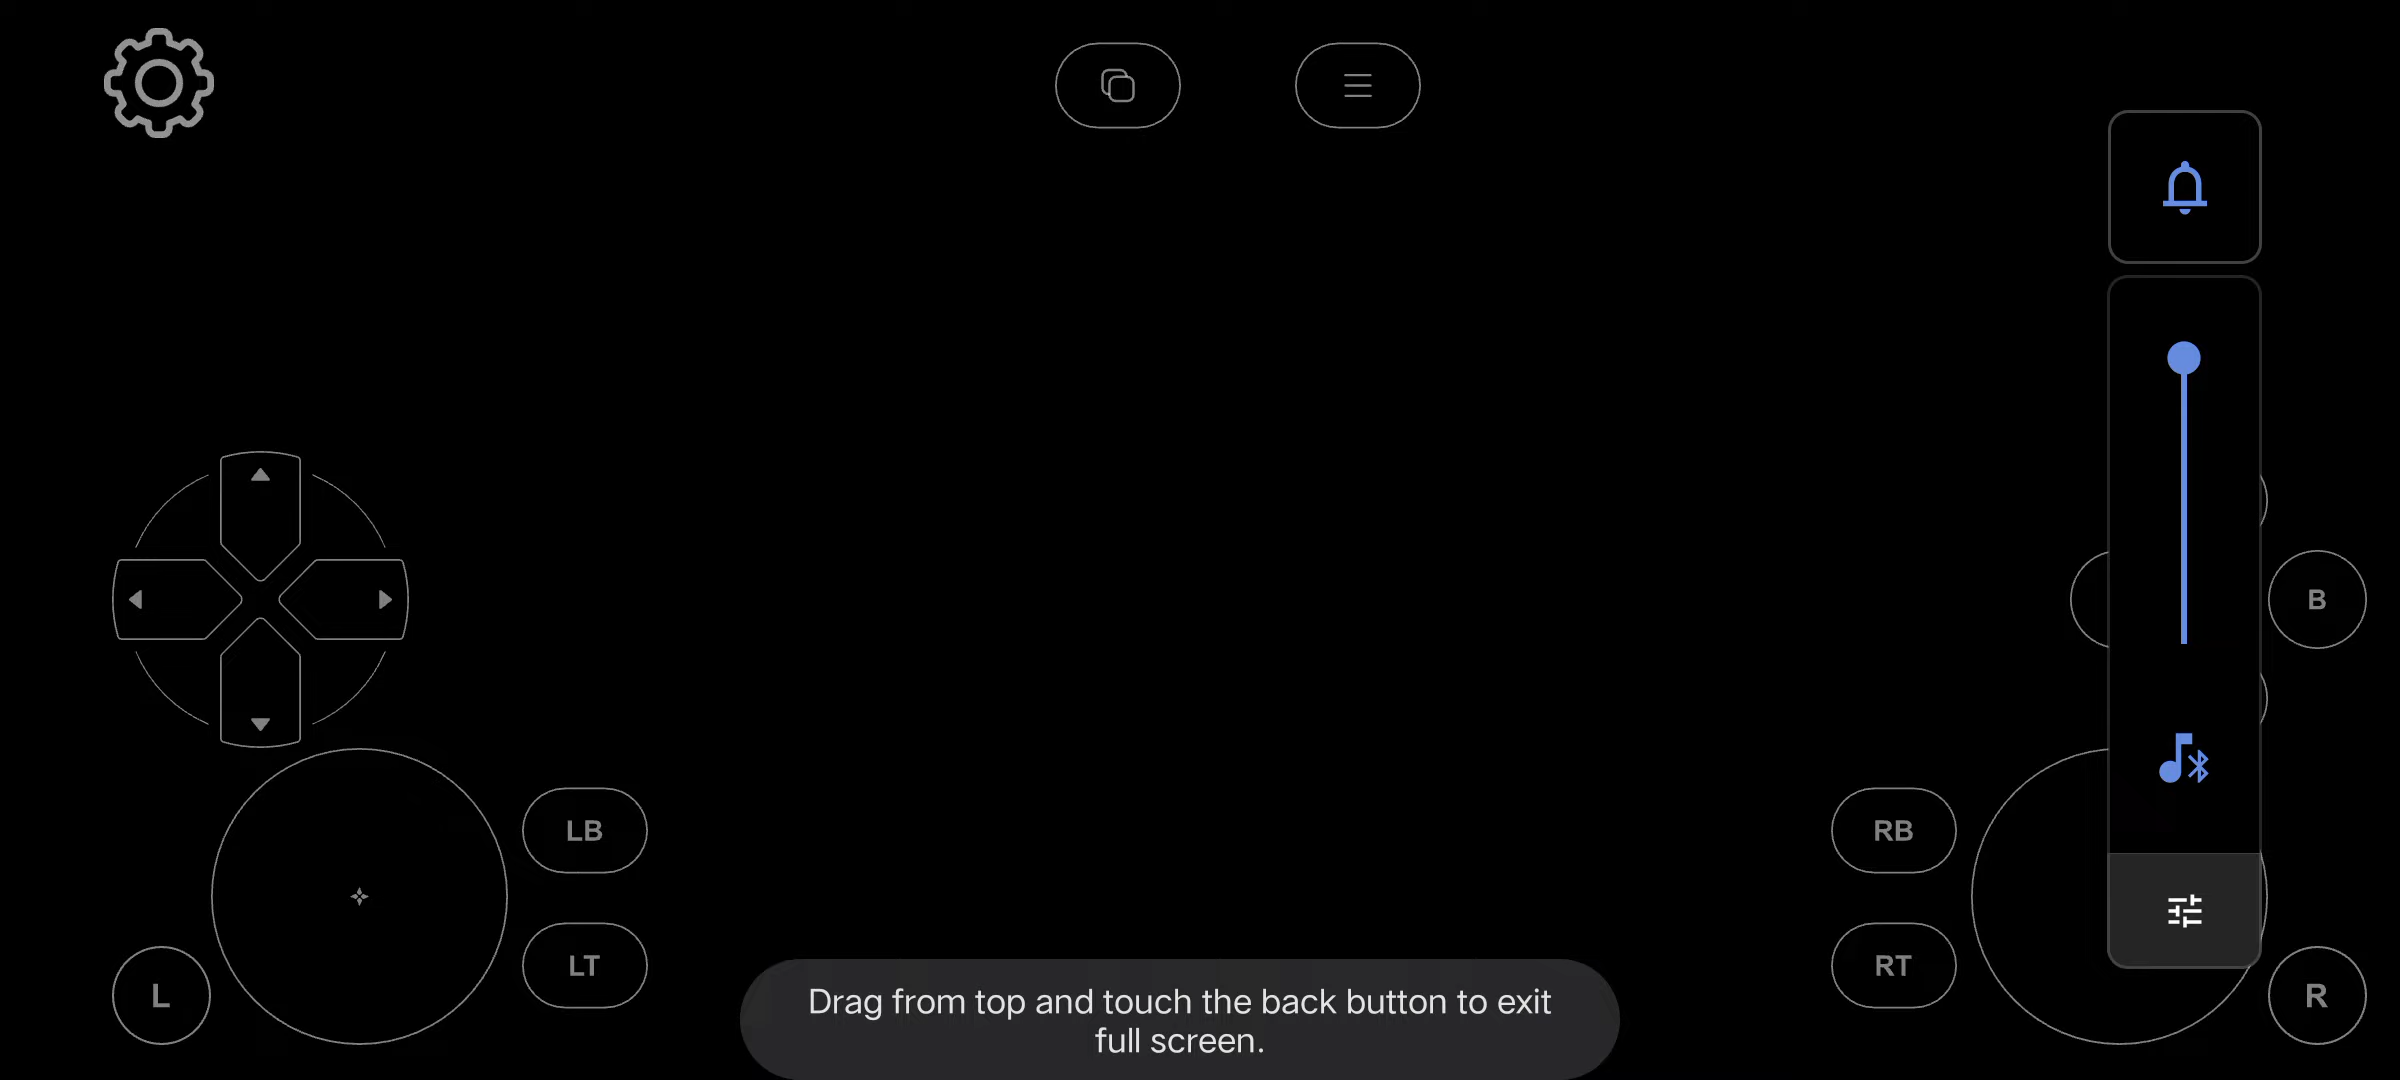 B
LB
RB
LT
RT
L
R
Drag from top and touch the back button to exit
full screen.